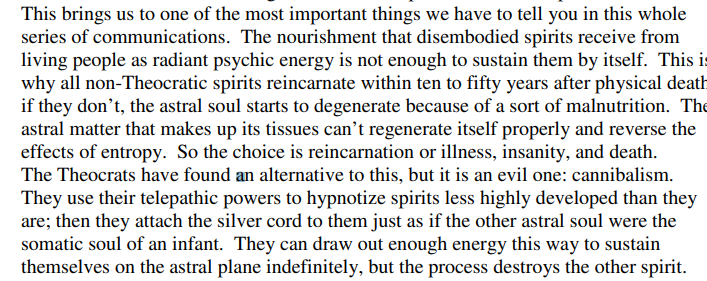 This brings us to one of the most important things we have to tell you in this whole
series of communications.  The nourishment that disembodied spirits receive from
living people as radiant psychic energy is not enough to sustain them by itself.  This is
why all non-Theocratic spirits reincarnate within ten to fifty years after physical death
if they don’t, the astral soul starts to degenerate because of a sort of malnutrition.  The
astral matter that makes up its tissues can’t regenerate itself properly and reverse the
effects of entropy.  So the choice is reincarnation or illness, insanity, and death.
The Theocrats have found an alternative to this, but it is an evil one: cannibalism.
They use their telepathic powers to hypnotize spirits less highly developed than they
are; then they attach the silver cord to them just as if the other astral soul were the
somatic soul of an infant.  They can draw out enough energy this way to sustain
themselves on the astral plane indefinitely, but the process destroys the other spirit.